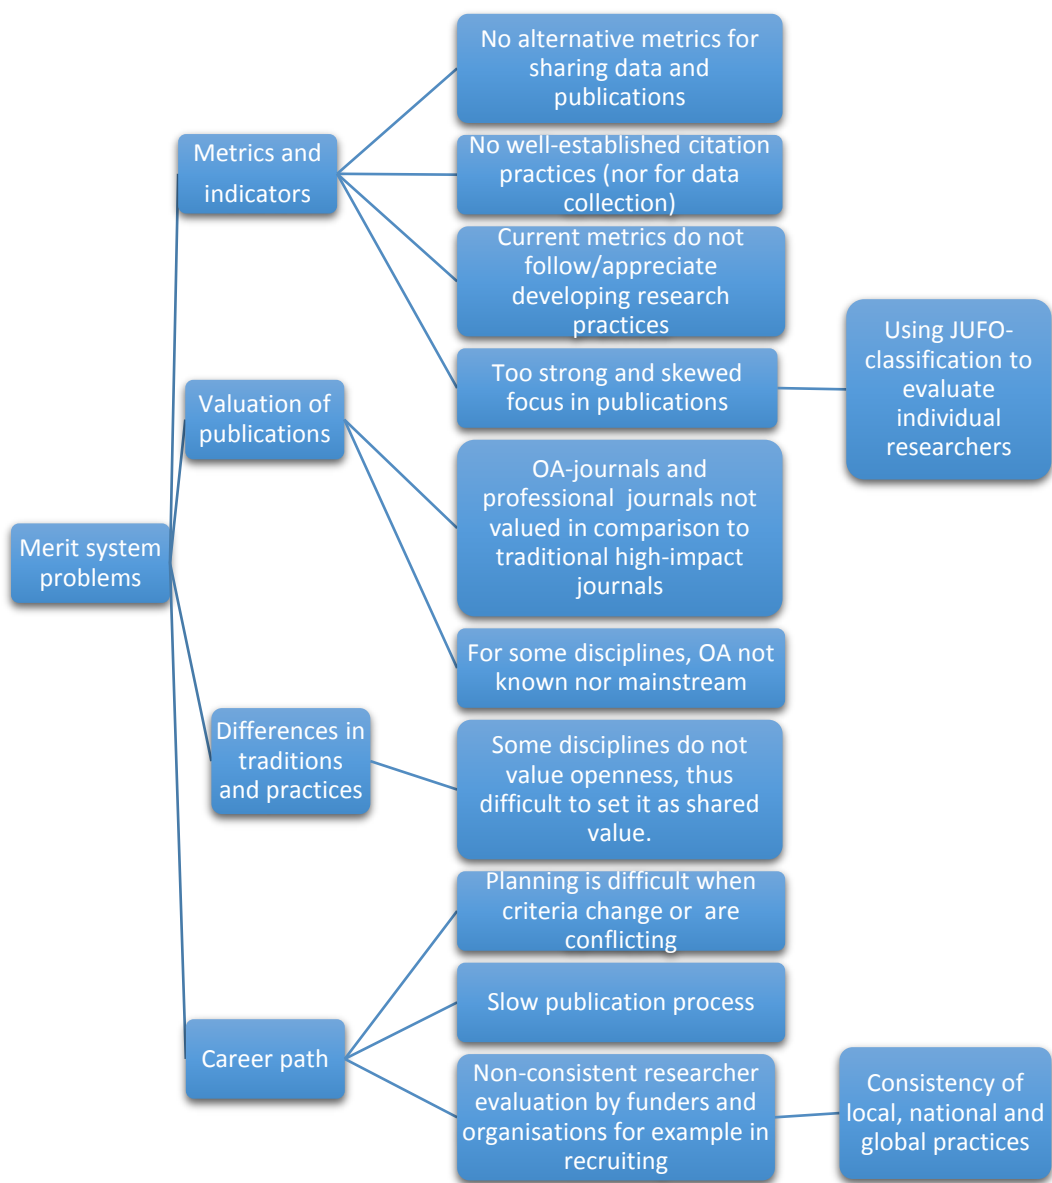 Merit system
problems
Metrics and
indicators
No alternative metrics for
sharing data and
publications
No well-established citation
practices (nor for data
collection)
Current metrics do not
follow/appreciate
developing research
practices
Too strong and skewed
focus in publications
Using JUFO-
classification to
evaluate
individual
researchers
Valuation of
publications
OA-journals and
professional  journals not
valued in comparison to
traditional high-impact
journals
For some disciplines, OA not
known nor mainstream
Differences in
traditions
and practices
Some disciplines do not
value openness, thus
difficult to set it as shared
value.
Career path
Planning is difficult when
criteria change or  are
conflicting
Slow publication process
Non-consistent researcher
evaluation by funders and
organisations for example in
recruiting
Consistency of
local, national and
global practices